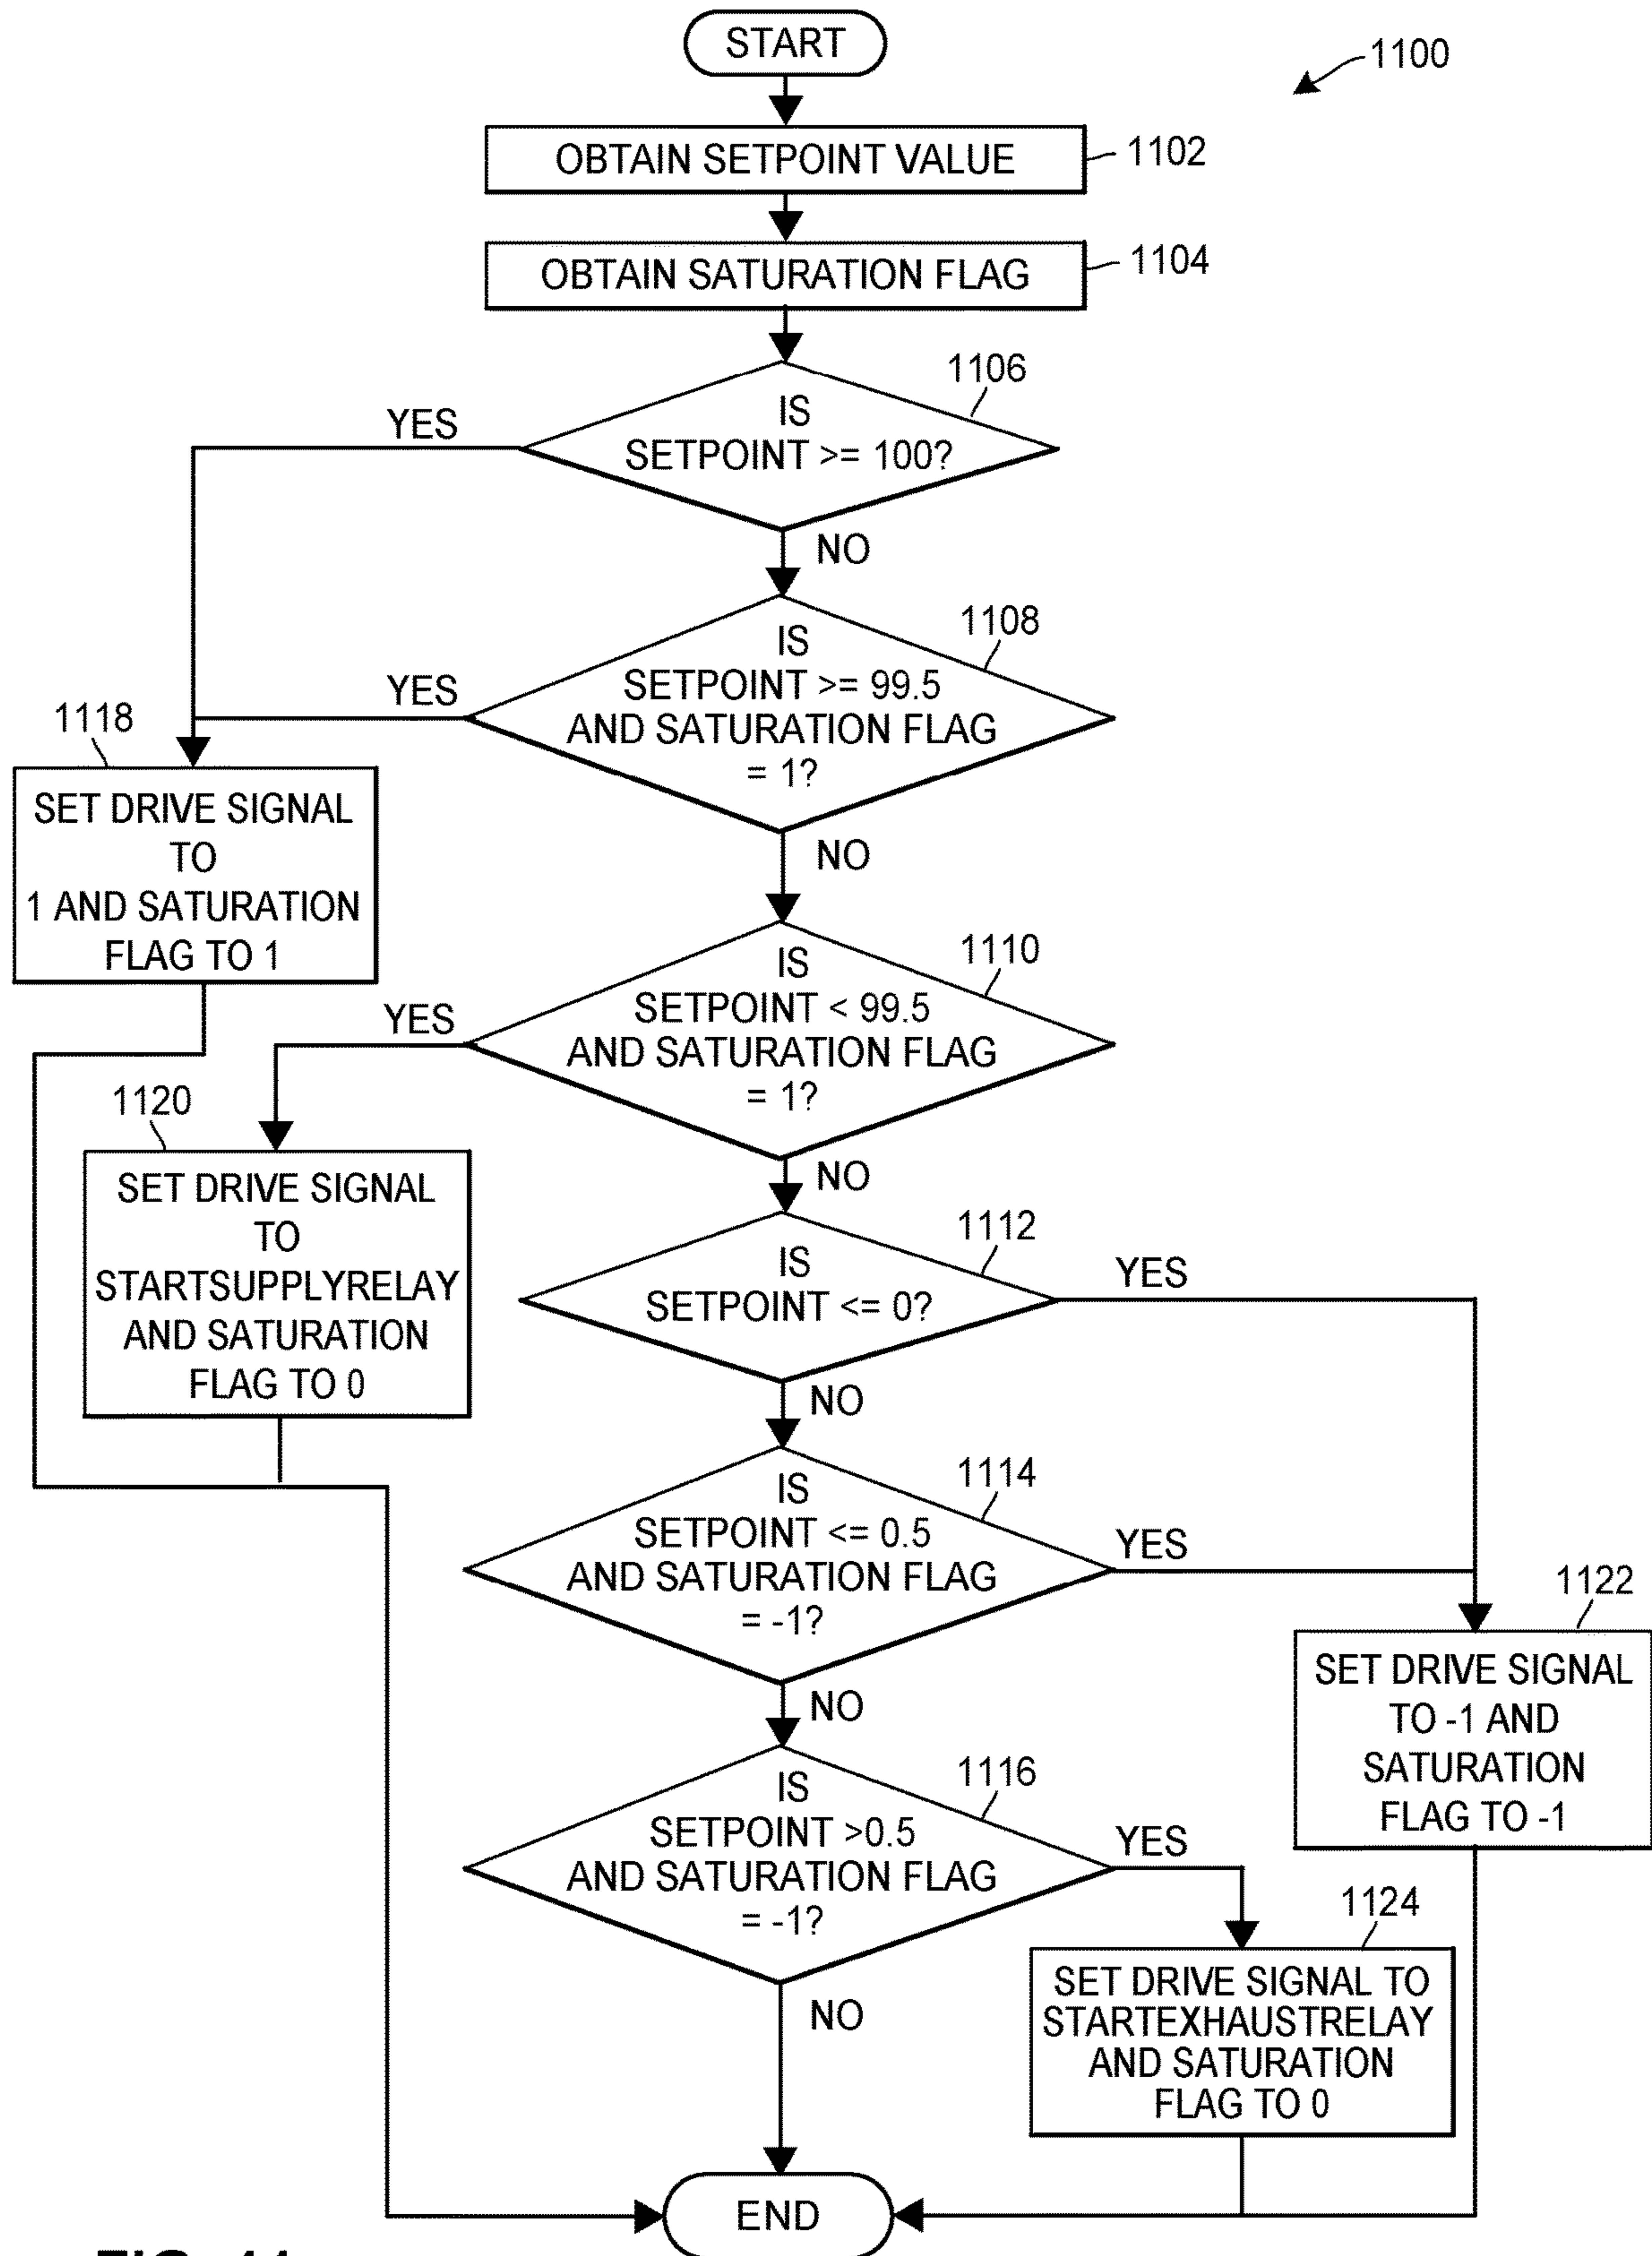 START
1100
OBTAIN SETPOINT VALUE
1102
OBTAIN SATURATION FLAG
1104
1106
IS
SETPOINT >= 100?
YES
NO
1108
IS
SETPOINT >= 99.5
AND SATURATION FLAG
= 1?
YES
NO
1118
SET DRIVE SIGNAL
TO
1 AND SATURATION
FLAG TO 1
1110
IS
SETPOINT < 99.5
AND SATURATION FLAG
= 1?
YES
NO
1120
SET DRIVE SIGNAL
TO
STARTSUPPLYRELAY
AND SATURATION
FLAG TO 0
1112
IS
SETPOINT <= 0?
YES
NO
1114
IS
SETPOINT <= 0.5
AND SATURATION FLAG
= -1?
YES
NO
1122
SET DRIVE SIGNAL
TO -1 AND
SATURATION
FLAG TO -1
1116
IS
SETPOINT >0.5
AND SATURATION FLAG
= -1?
YES
NO
1124
SET DRIVE SIGNAL TO
STARTEXHAUSTRELAY
AND SATURATION
FLAG TO 0
END